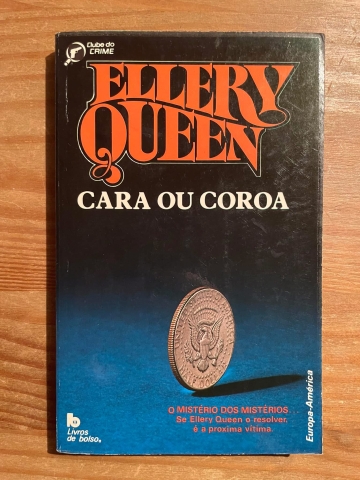 Clube do
CRIME
ELLERY
QUEEN
CARA OU COROA
O MISTÉRIO DOS MISTÉRIOS.
Se Ellery Queen o resolver,
é a proxima vítima.
Livros
de bolso
Europa-América